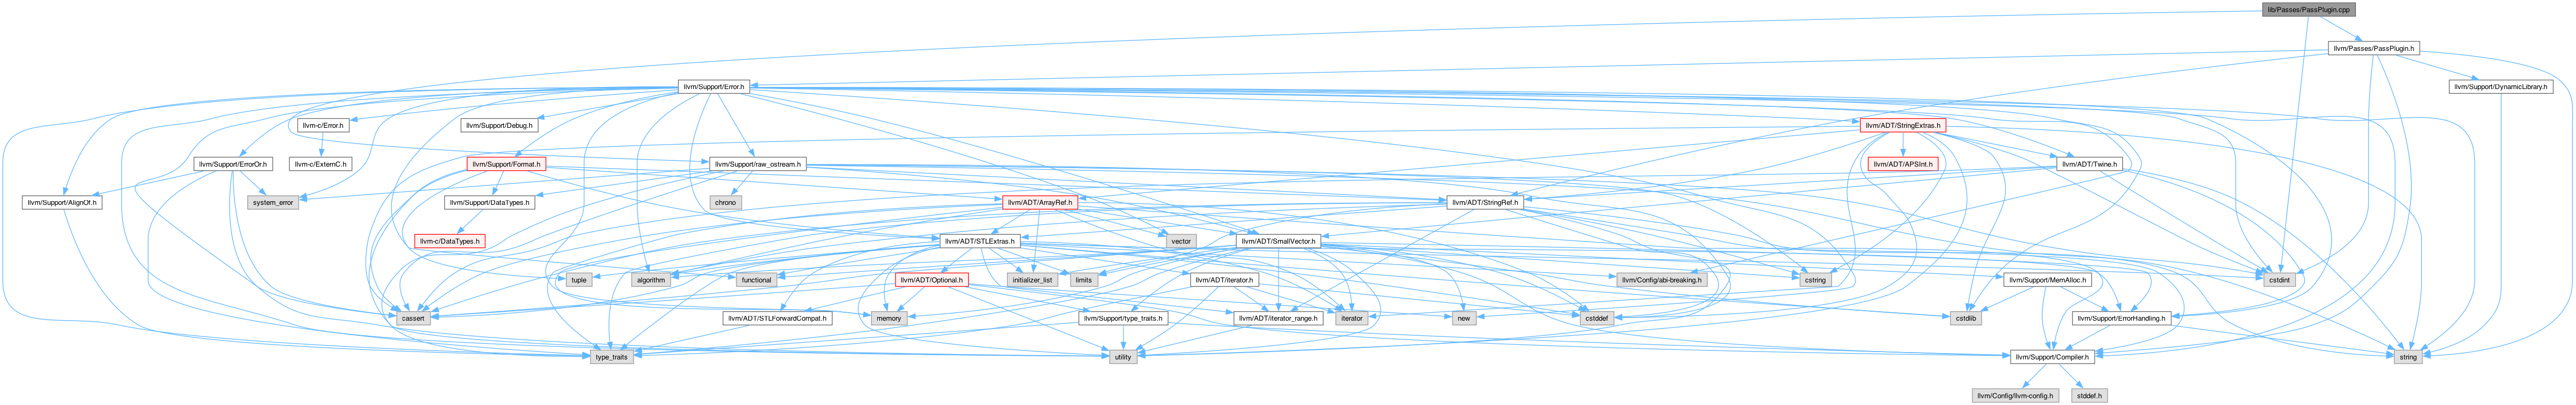 lib/Passes/PassPlugin.cpp
llvm/Passes/PassPlugin.h
llvm/Support/Error.h
llvm/Support/DynamicLibrary.h
llvm-c/Error.h
llvm/Support/Debug.h
llvm/ADT/StringExtras.h
llvm/Support/ErrorOr.h
llvm-c/ExternC.h
llvm/Support/Format.h
llvm/Support/raw_ostream.h
llvm/ADT/APSInt.h
llvm/ADT/Twine.h
llvm/Support/AlignOf.h
system_error
llvm/Support/DataTypes.h
chrono
llvm/ADT/ArrayRef.h
llvm/ADT/StringRef.h
llvm-c/DataTypes.h
llvm/ADT/STLExtras.h
vector
llvm/ADT/SmallVector.h
tuple
algorithm
functional
initializer_list
limits
llvm/ADT/Optional.h
llvm/ADT/iterator.h
llvm/Config/abi-breaking.h
cstring
llvm/Support/MemAlloc.h
cstdint
cassert
llvm/ADT/STLForwardCompat.h
memory
llvm/Support/type_traits.h
llvm/ADT/iterator_range.h
iterator
new
cstddef
cstdlib
llvm/Support/ErrorHandling.h
type_traits
utility
llvm/Support/Compiler.h
string
llvm/Config/llvm-config.h
stddef.h